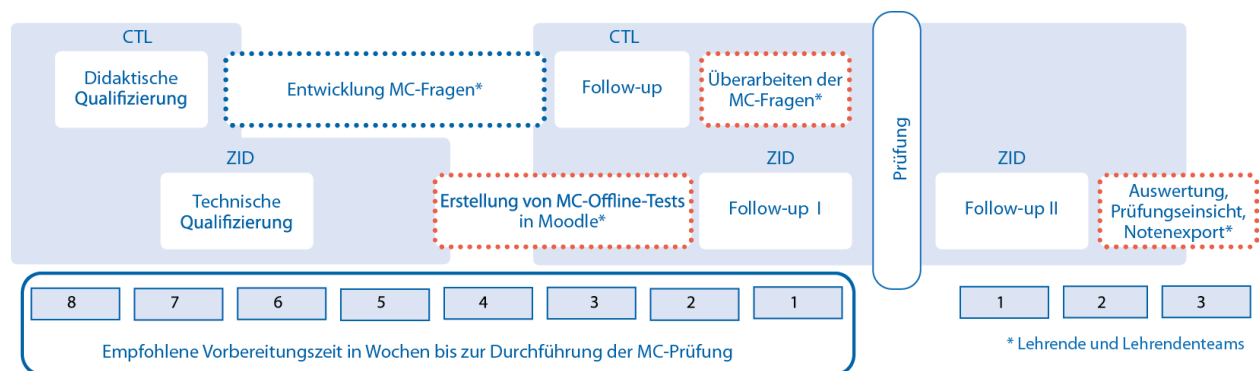 CTL
Didaktische
Qualifizierung
Entwicklung MC-Fragen*
CTL
Follow-up
Überarbeiten der
MC-Fragen*
ZID
Technische
Qualifizierung
Erstellung von MC-Offline-Tests
in Moodle*
ZID
Follow-up I
Prüfung
ZID
Follow-up II
Auswertung,
Prüfungseinsicht,
Notenexport*
8 7 6 5 4 3 2 1
Empfohlene Vorbereitungszeit in Wochen bis zur Durchführung der MC-Prüfung
1 2 3
* Lehrende und Lehrendenteams